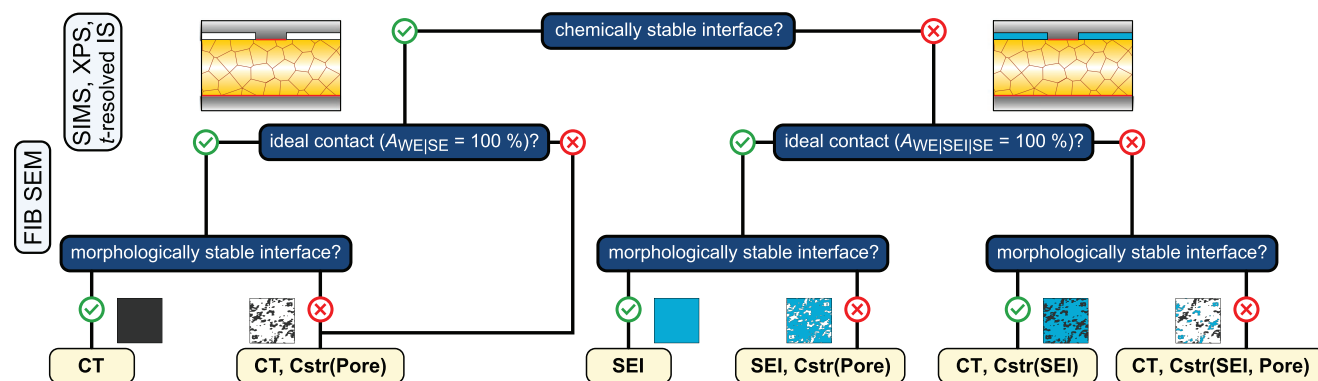 SIMS, XPS,
t-resolved IS
chemically stable interface?
FIB SEM
ideal contact (AWE|SE = 100 %)?
ideal contact (AWE|SEI|SE = 100 %)?
morphologically stable interface?
morphologically stable interface?
morphologically stable interface?
CT
CT, Cstr(Pore)
SEI
SEI, Cstr(Pore)
CT, Cstr(SEI)
CT, Cstr(SEI, Pore)